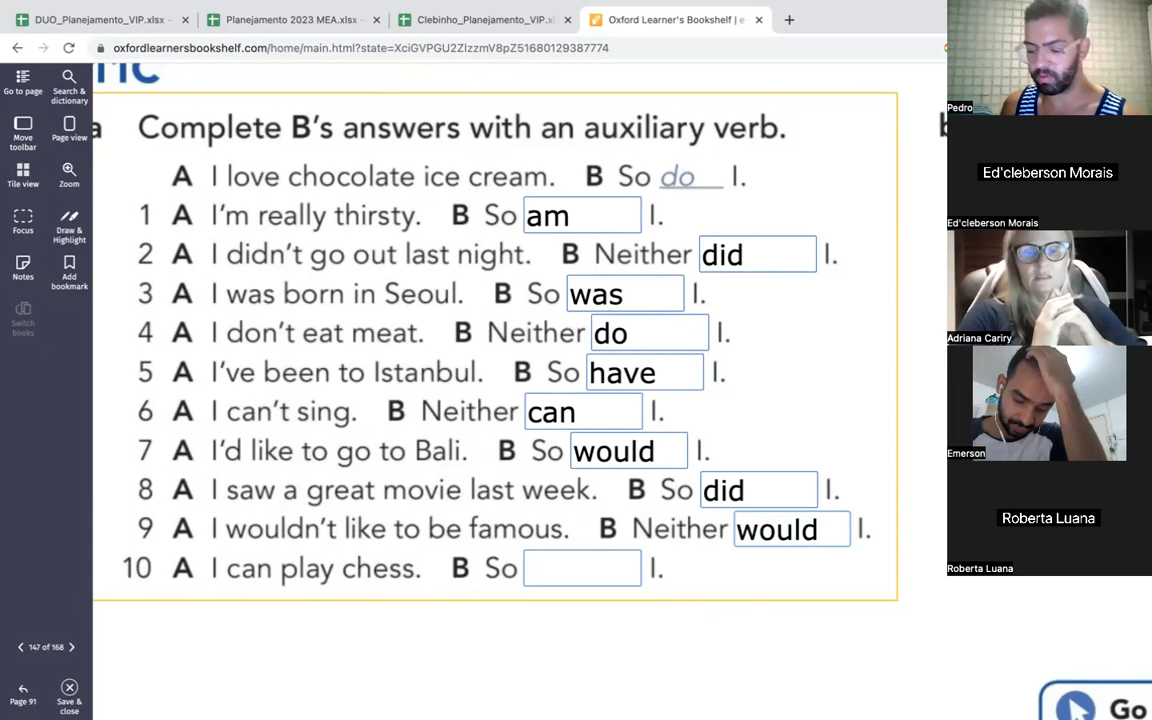 DUO_Planejamento_VIP.xlsx -
Planejamento 2023 MEA.xlsx -
Clebinho_Planejamento_VIP.xl
Oxford Learner's Bookshelf | e-
oxfordlearnersbookshelf.com/home/main.html?state=XciGVPGU2ZIzzmV8pZ51680129387774
Go to page
Search & dictionary
Move toolbar
Page view
Tile view
Zoom
Focus
Draw & Highlight
Notes
Add bookmark
Switch books
147 of 168
Page 91
Save & close
MC
a Complete B's answers with an auxiliary verb.
A I love chocolate ice cream. B So do I.
1 A I'm really thirsty. B So am I.
2 A I didn't go out last night. B Neither did I.
3 A I was born in Seoul. B So was I.
4 A I don't eat meat. B Neither do I.
5 A I've been to Istanbul. B So have I.
6 A I can't sing. B Neither can I.
7 A I'd like to go to Bali. B So would I.
8 A I saw a great movie last week. B So did I.
9 A I wouldn't like to be famous. B Neither would I.
10 A I can play chess. B So I.
b
Go
Pedro
Ed'cleberson Morais
Ed'cleberson Morais
Adriana Cariry
Emerson
Roberta Luana
Roberta Luana